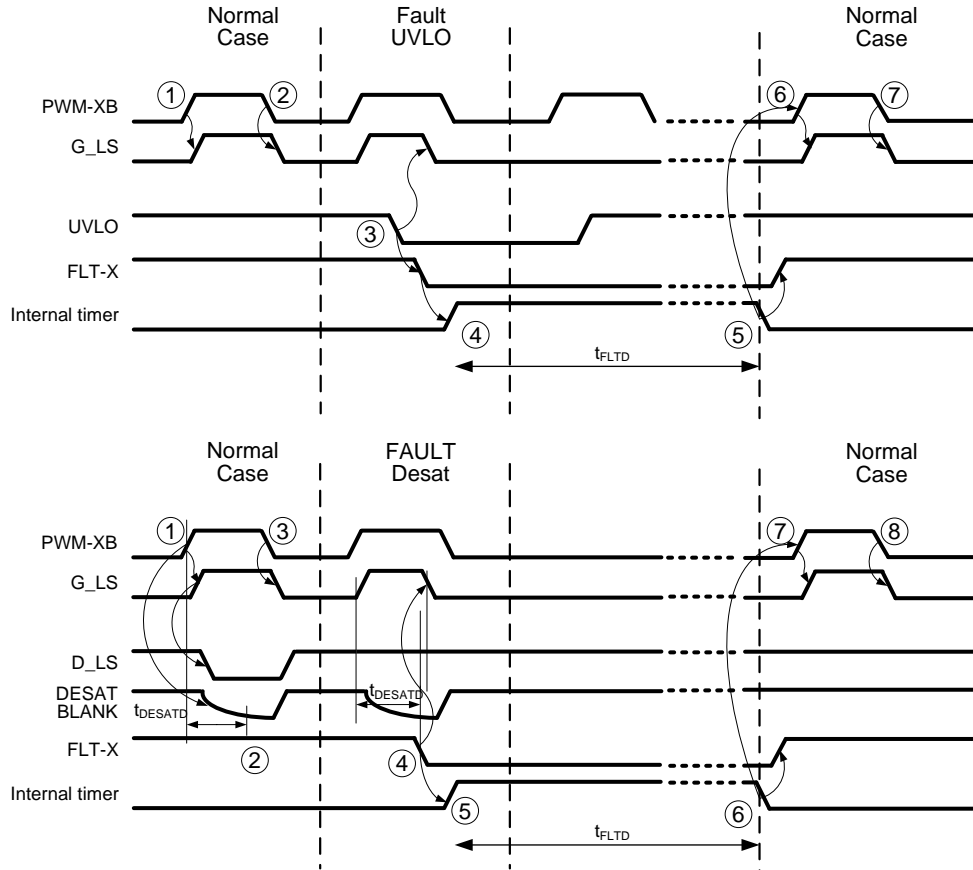 Normal
Case
Fault
UVLO
Normal
Case
PWM-XB
1
2
6
7
G_LS
UVLO
3
FLT-X
Internal timer
4
5
tFLTD
Normal
Case
FAULT
Desat
Normal
Case
PWM-XB
1
3
7
8
G_LS
D_LS
DESAT
BLANK
tDESATD
tDESATD
FLT-X
2
4
Internal timer
5
6
tFLTD